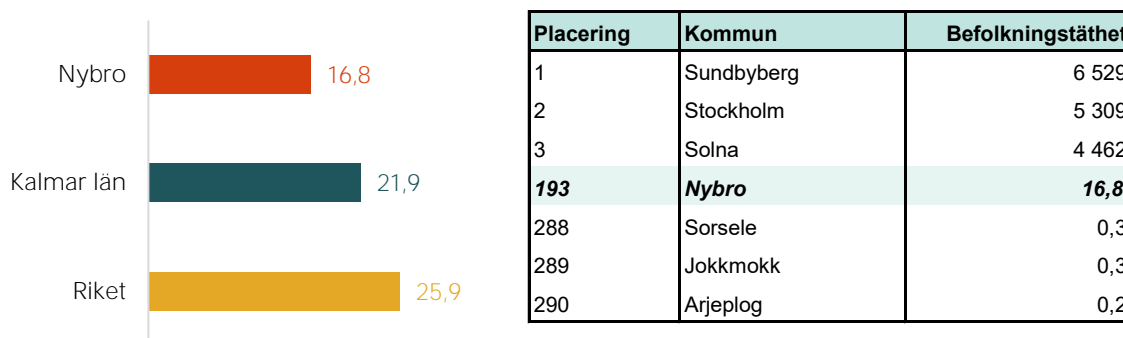 Nybro 16,8
Kalmar län 21,9
Riket 25,9
Placering Kommun Befolkningstäthet
1 Sundbyberg 6 529
2 Stockholm 5 309
3 Solna 4 462
193 Nybro 16,8
288 Sorsele 0,3
289 Jokkmokk 0,3
290 Arjeplog 0,2